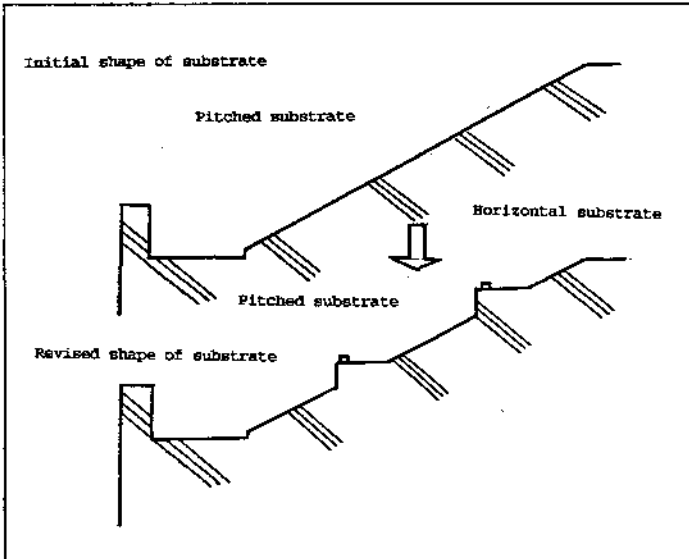 Initial shape of substrate
Pitched substrate
Horizontal substrate
Pitched substrate
Revised shape of substrate